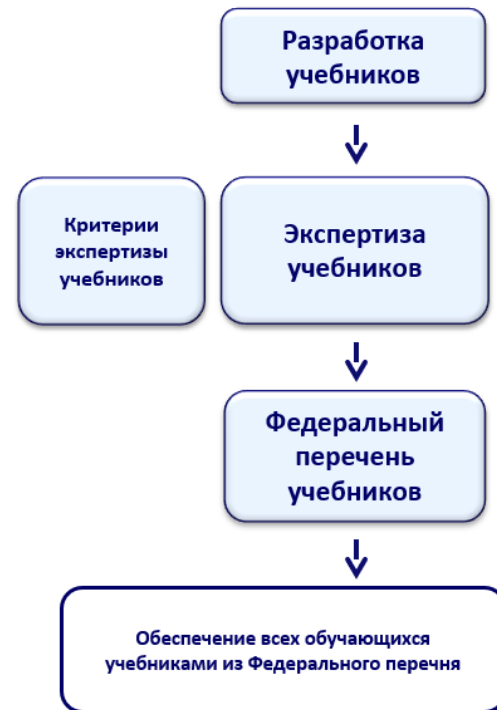 Разработка
учебников
Критерии
экспертизы
учебников
Экспертиза
учебников
Федеральный
перечень
учебников
Обеспечение всех обучающихся
учебниками из Федерального перечня